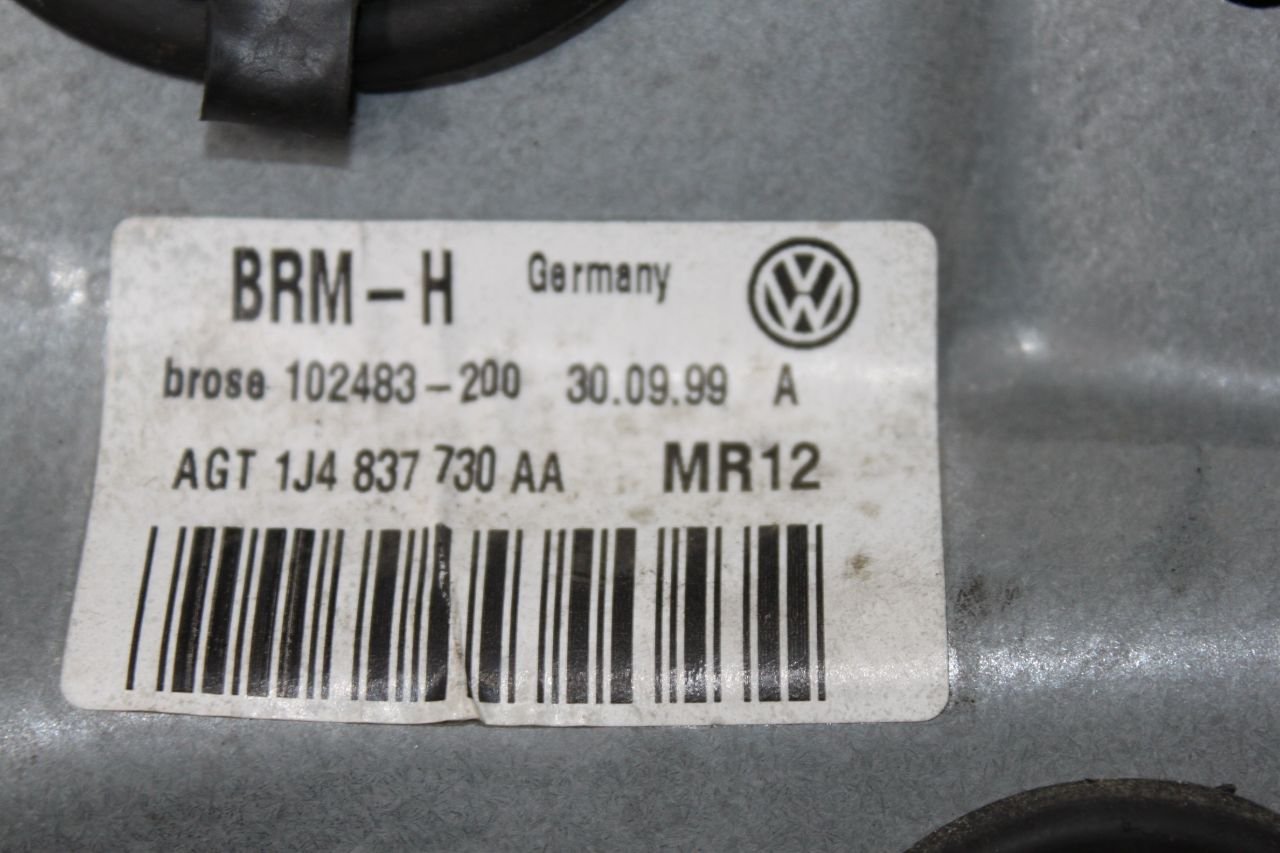 BRM-H Germany
brose 102483-200 30.09.99 A
AGT 1J4 837 730 AA MR12